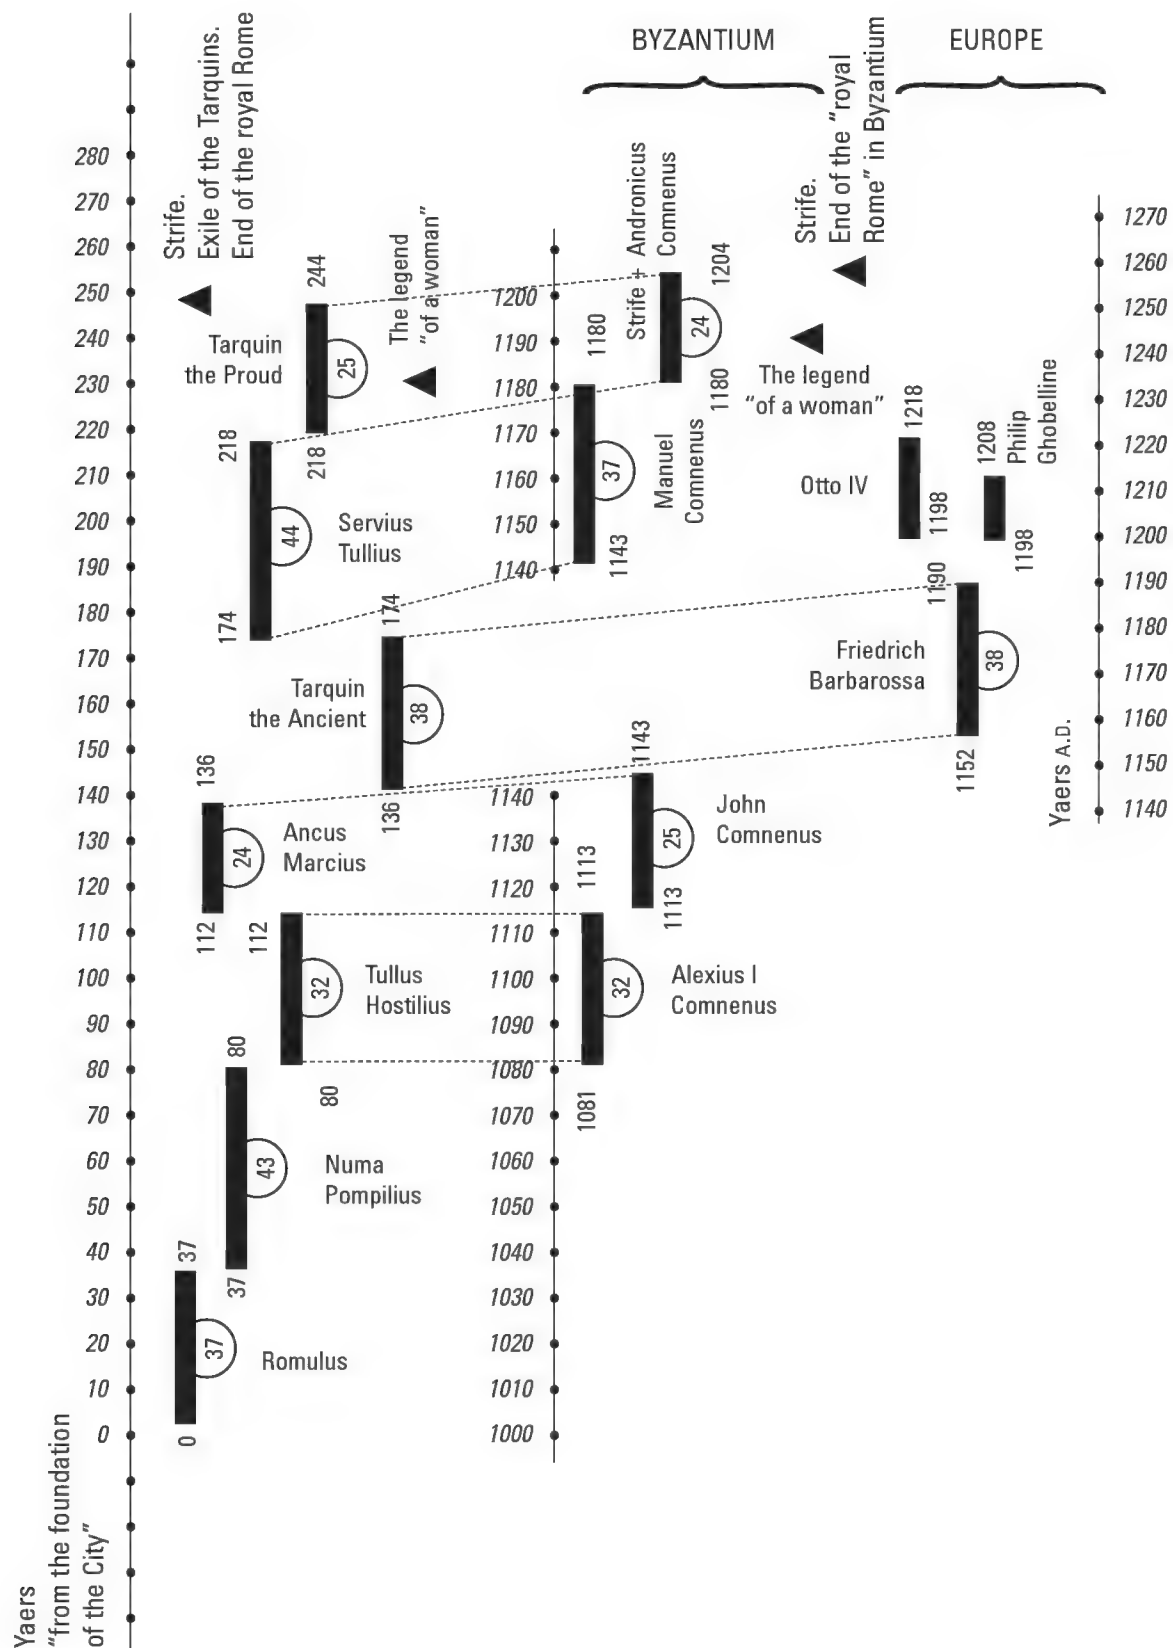 BYZANTIUM
EUROPE
Strife.
Exile of the Tarquins.
End of the royal Rome
280
270
260
250
240
230
220
210
200
190
180
170
160
150
140
130
120
110
100
90
80
70
60
50
40
30
20
10
0
Yaers
"from the foundation
of the City"
244
Tarquin
the Proud
25
218
The legend
"of a woman"
218
44
Servius
Tullius
174
174
Tarquin
the Ancient
38
136
136
24
Ancus
Marcius
112
112
32
Tullus
Hostilius
80
80
43
Numa
Pompilius
37
37
37
Romulus
0
1200
1190
1180
1170
1160
1150
1140
1140
1130
1120
1110
1100
1090
1080
1070
1060
1050
1040
1030
1020
1010
1000
Strife + Andronicus
Comnenus
1204
24
1180
1180
37
Manuel
Comnenus
1143
1143
25
John
Comnenus
1113
1113
32
Alexius I
Comnenus
1081
Strife.
End of the "royal
Rome" in Byzantium
The legend
"of a woman"
1218
Otto IV
1198
1208
Philip
Ghobelline
1198
1190
Friedrich
Barbarossa
38
1152
Yaers A.D.
1270
1260
1250
1240
1230
1220
1210
1200
1190
1180
1170
1160
1150
1140